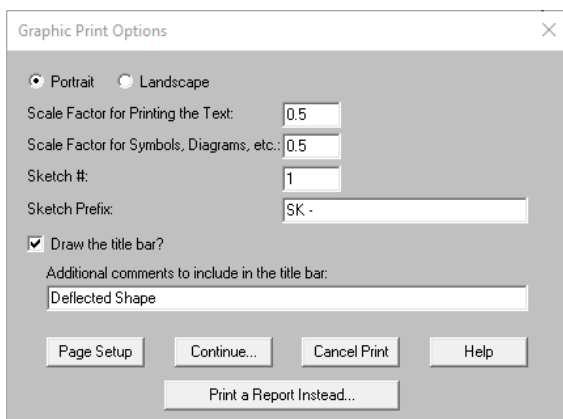 Graphic Print Options
Portrait Landscape
Scale Factor for Printing the Text: 0.5
Scale Factor for Symbols, Diagrams, etc.: 0.5
Sketch #: 1
Sketch Prefix: SK -
Draw the title bar?
Additional comments to include in the title bar:
Deflected Shape
Page Setup Continue... Cancel Print Help
Print a Report Instead...